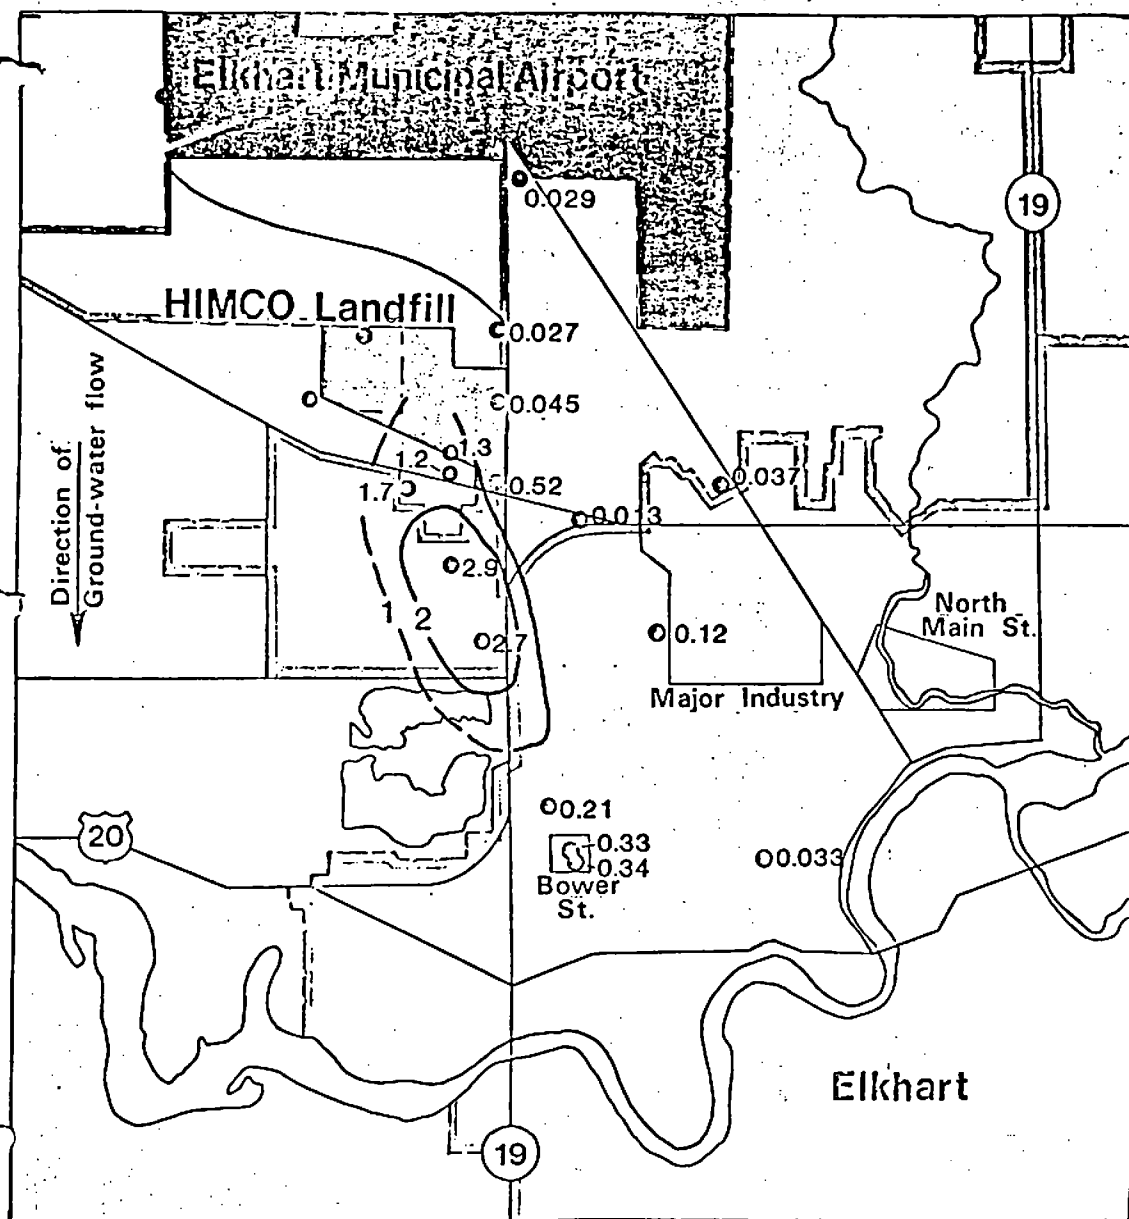 Elkhart Municipal Airport
19
0.029
HIMCO Landfill
0.027
0.045
Direction of
Ground-water flow
1.3
1.2
1.7
0.52
0.037
0.013
2.9
1
2
2.7
0.12
North
Main St.
Major Industry
20
0.21
0.33
0.34
0.033
Bower
St.
Elkhart
19